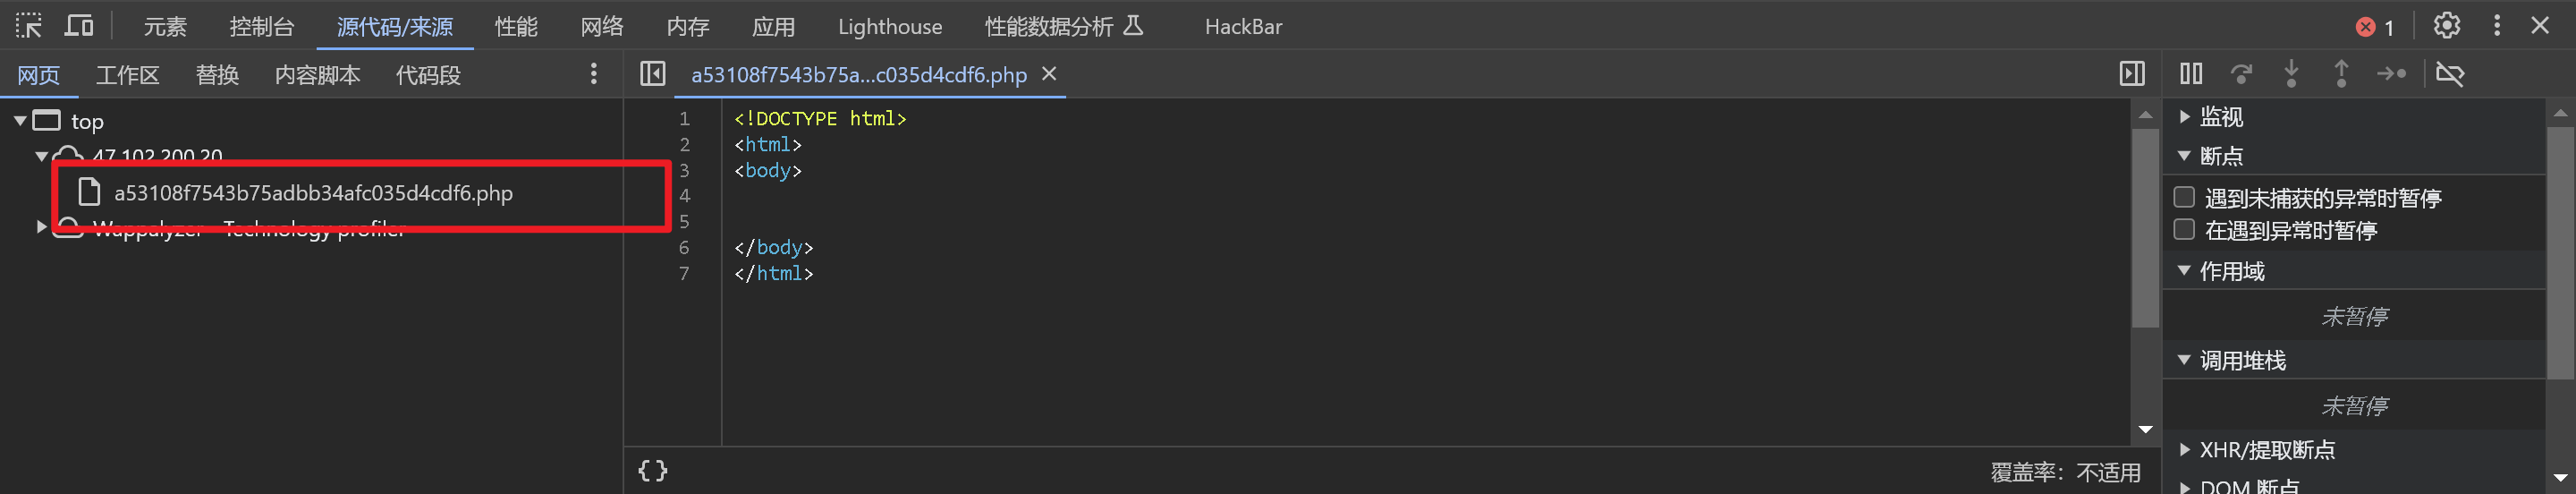 元素 控制台 源代码/来源 性能 网络 内存 应用 Lighthouse 性能数据分析 HackBar 1
网页 工作区 替换 内容脚本 代码段
a53108f7543b75a...c035d4cdf6.php
top
47.102.200.20
a53108f7543b75adbb34afc035d4cdf6.php
Wappalyzer - Technology profiler
1 <!DOCTYPE html>
2 <html>
3 <body>
4
5
6 </body>
7 </html>
{}
覆盖率：不适用
监视
断点
遇到未捕获的异常时暂停
在遇到异常时暂停
作用域
未暂停
调用堆栈
未暂停
XHR/提取断点
DOM 断点